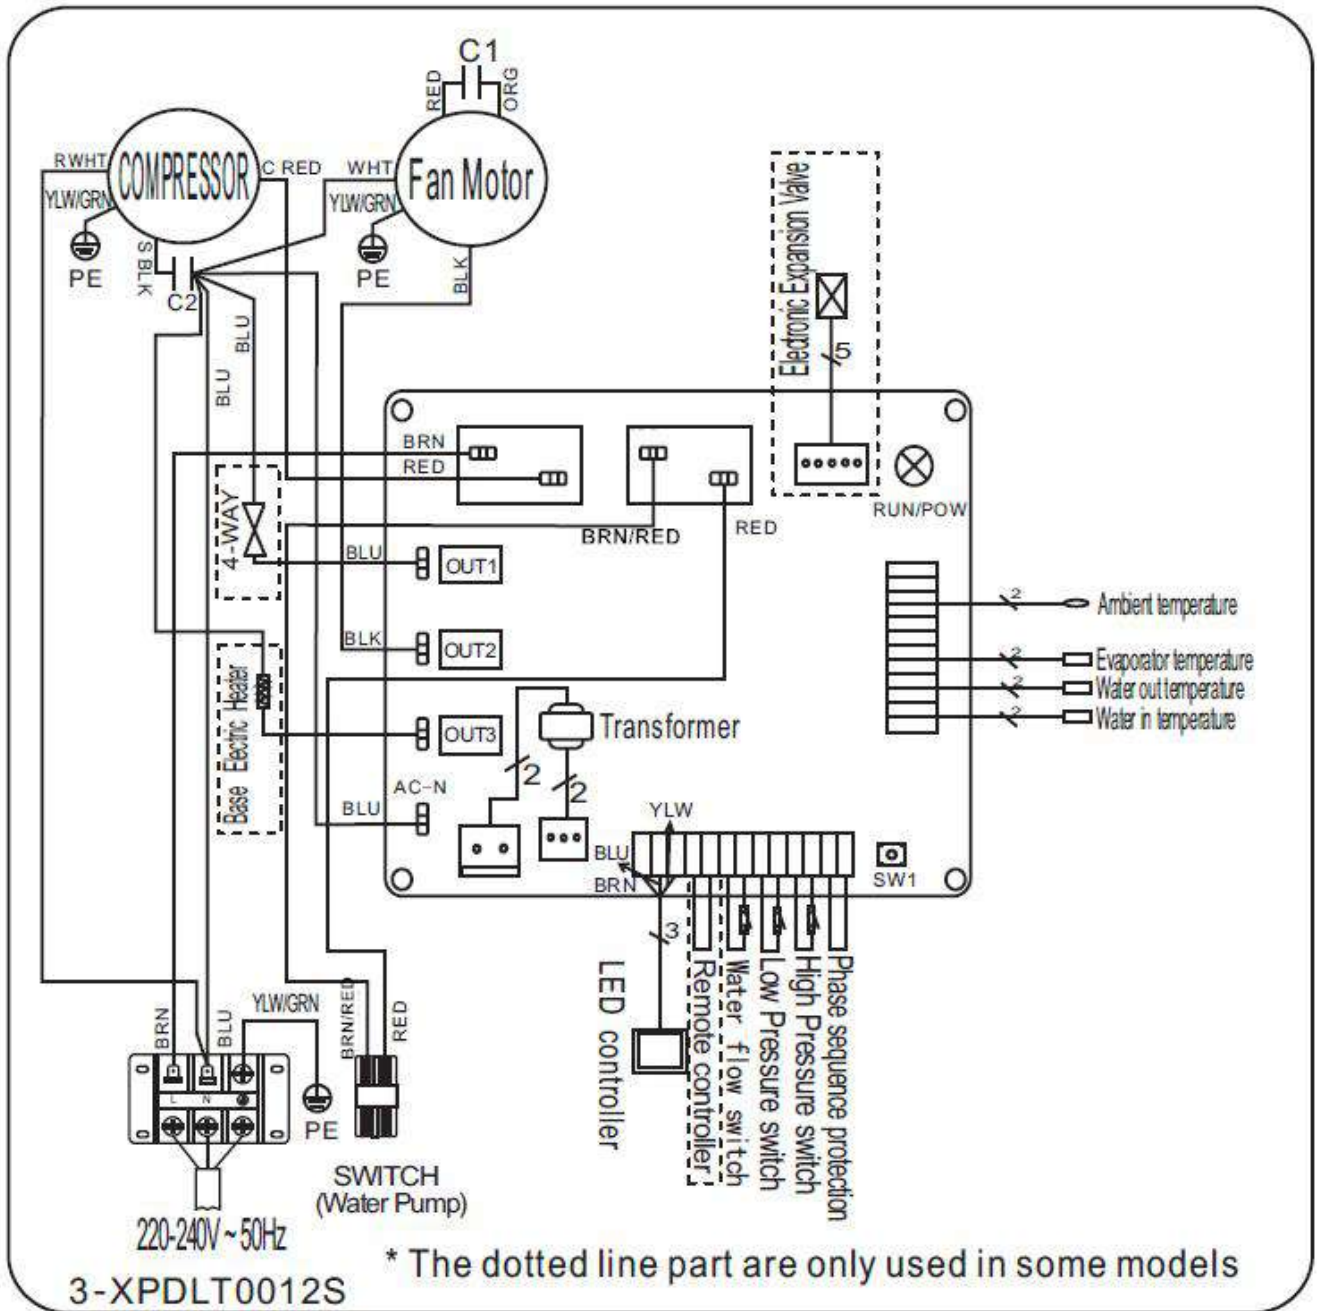 C1
RED
ORG
COMPRESSOR
Fan Motor
R WHT
C RED
WHT
YLW/GRN
YLW/GRN
PE
S BLK
C2
PE
BLK
Electronic Expansion Valve
5
BLU
BLU
BRN
RED
BRN/RED
RED
RUN/POW
4-WAY
BLU
OUT1
BLK
OUT2
Base Electric Heater
OUT3
Transformer
2
2
AC-N
BLU
YLW
BLU
BRN
SW1
2
Ambient temperature
2
Evaporator temperature
2
Water out temperature
2
Water in temperature
3
LED controller
Remote controller
Water flow switch
Low Pressure switch
High Pressure switch
Phase sequence protection
BRN
BLU
YLW/GRN
BRN/RED
RED
L
N
PE
SWITCH
(Water Pump)
220-240V ~ 50Hz
* The dotted line part are only used in some models
3-XPDLT0012S